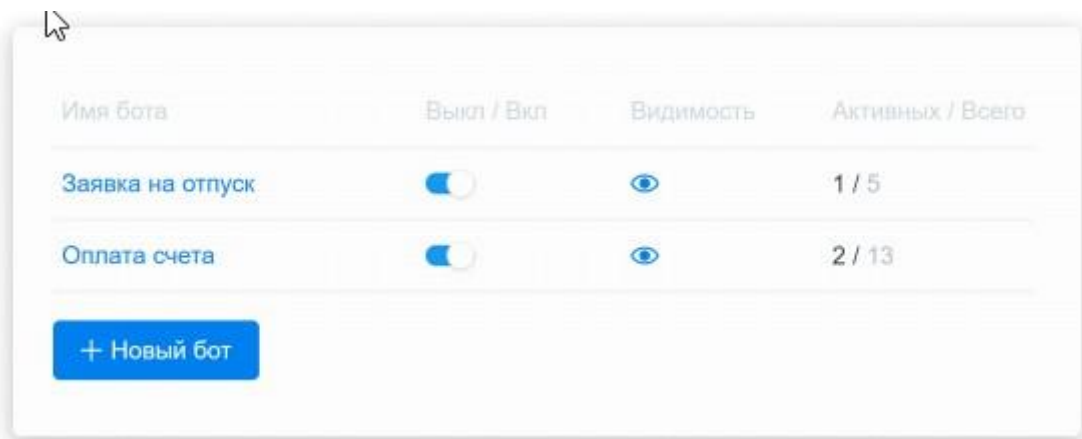 Имя бота Выкл / Вкл Видимость Активных / Всего
Заявка на отпуск 1 / 5
Оплата счета 2 / 13
+ Новый бот